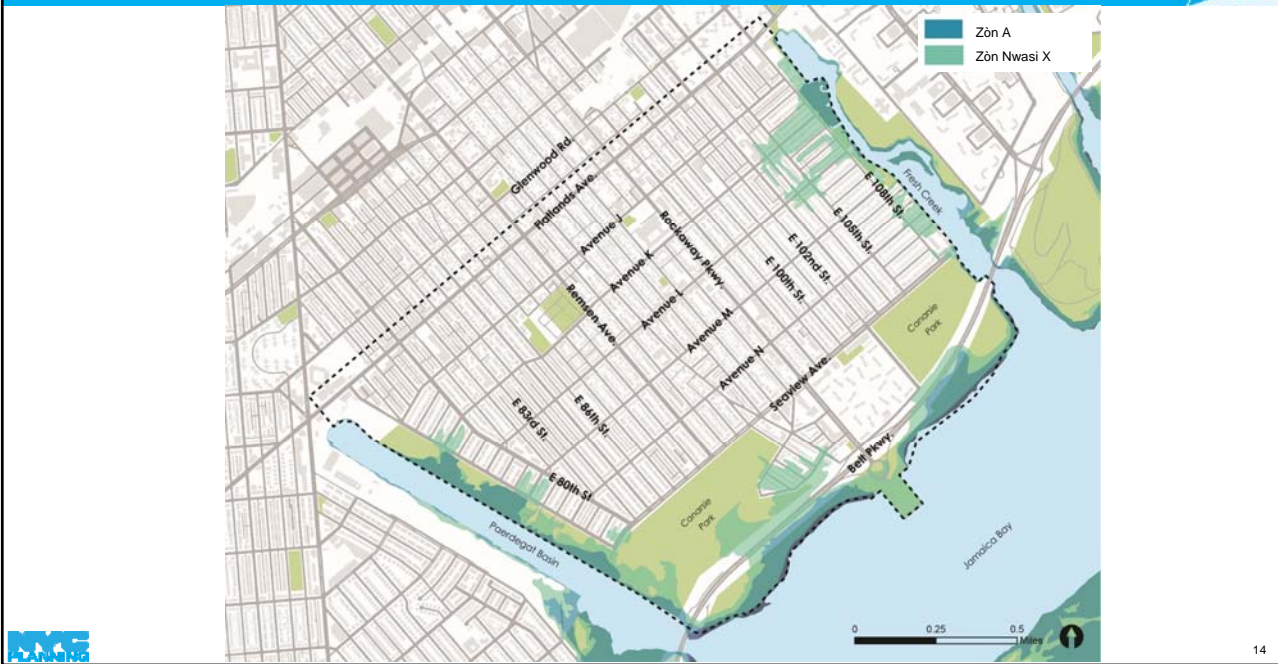 Zòn A
Zòn Nwasi X
Glenwood Rd.
Flatlands Ave.
Avenue J
Avenue K
Avenue L
Avenue M
Avenue N
Rockaway Pkwy.
Remsen Ave.
E 108th St.
E 105th St.
E 102nd St.
E 100th St.
Fresh Creek
Canarsie
Park
Seaview Ave.
E 83rd St.
E 86th St.
E 80th St
Belt Pkwy.
Canarsie
Park
Paerdegat Basin
Jamaica Bay
0 0.25 0.5
Miles
NYC
PLANNING
14